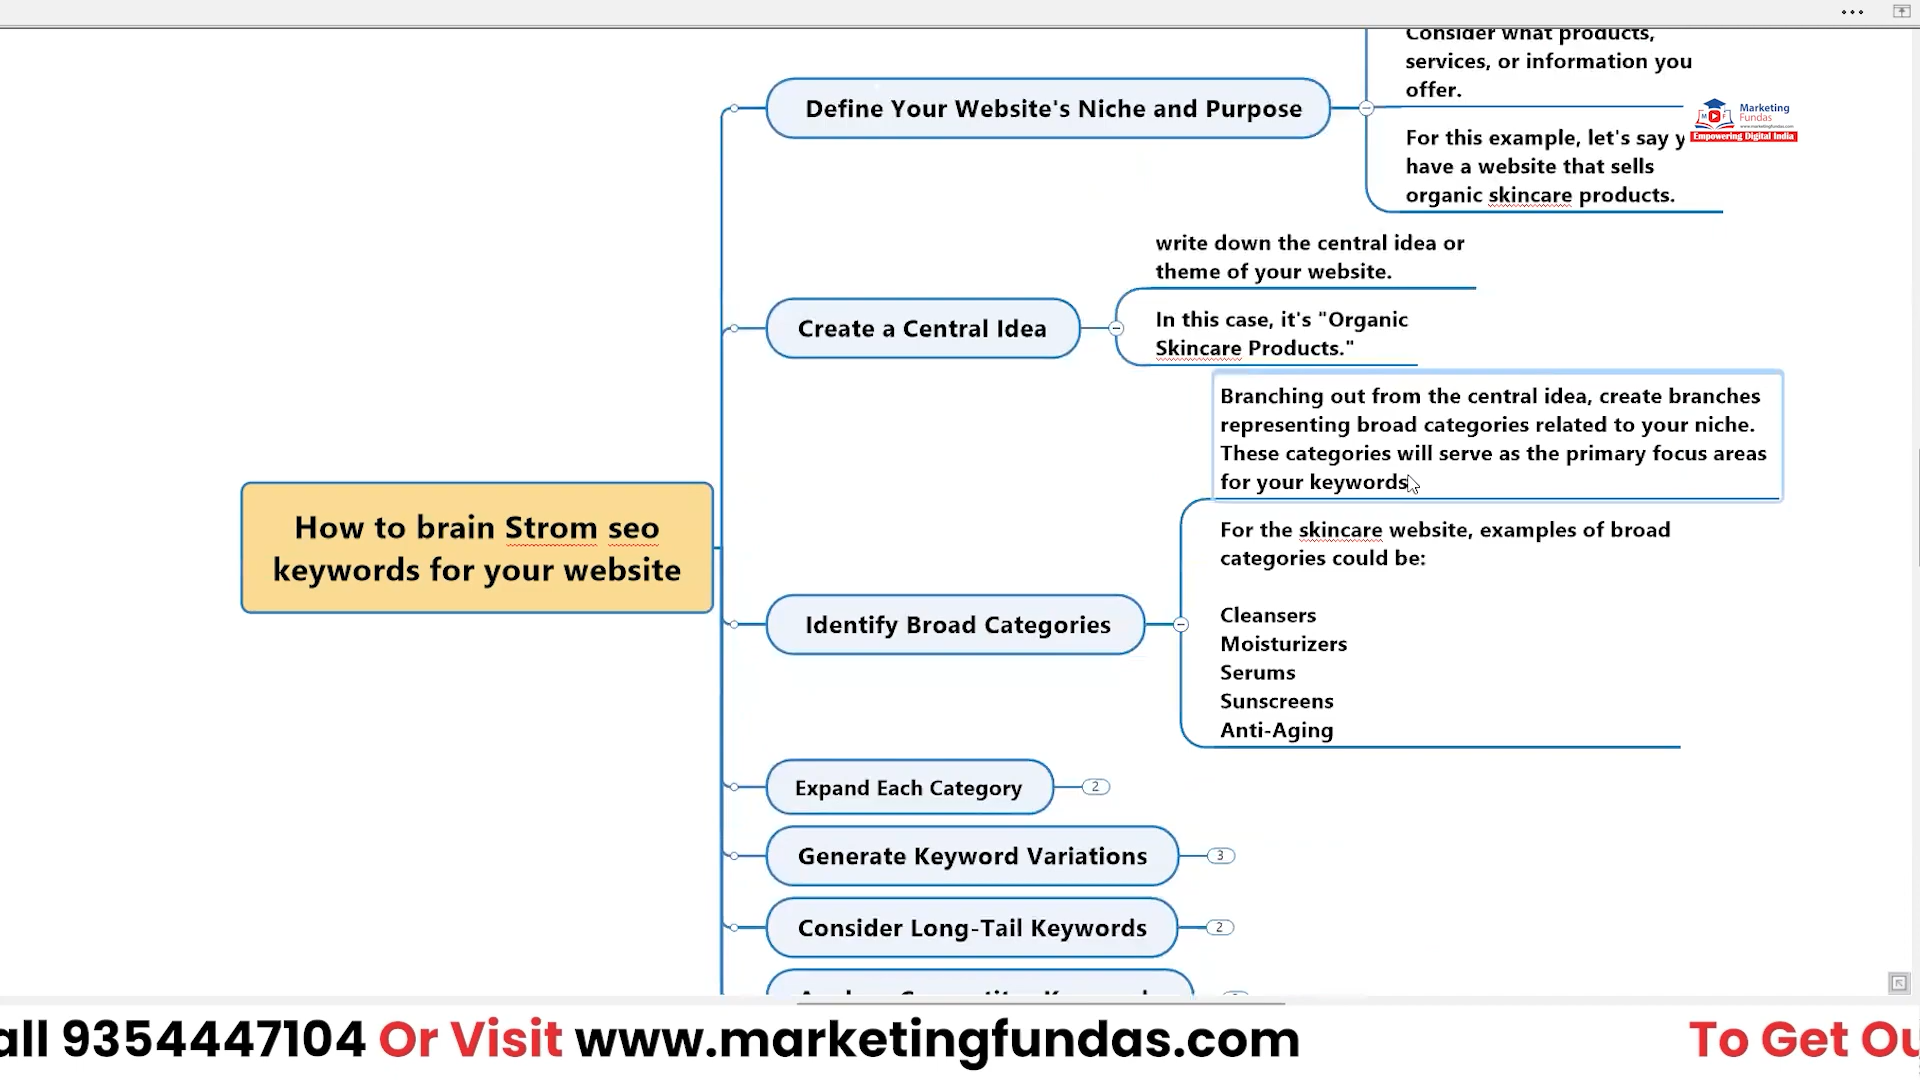 Consider what products,
services, or information you
offer.
Define Your Website's Niche and Purpose
Marketing
Fundas
www.marketingfundas.com
Empowering Digital India
For this example, let's say y
have a website that sells
organic skincare products.
write down the central idea or
theme of your website.
Create a Central Idea
In this case, it's "Organic
Skincare Products."
Branching out from the central idea, create branches
representing broad categories related to your niche.
These categories will serve as the primary focus areas
for your keywords
How to brain Strom seo
keywords for your website
For the skincare website, examples of broad
categories could be:
Identify Broad Categories
Cleansers
Moisturizers
Serums
Sunscreens
Anti-Aging
Expand Each Category
2
Generate Keyword Variations
3
Consider Long-Tail Keywords
2
all 9354447104 Or Visit www.marketingfundas.com
To Get Ou